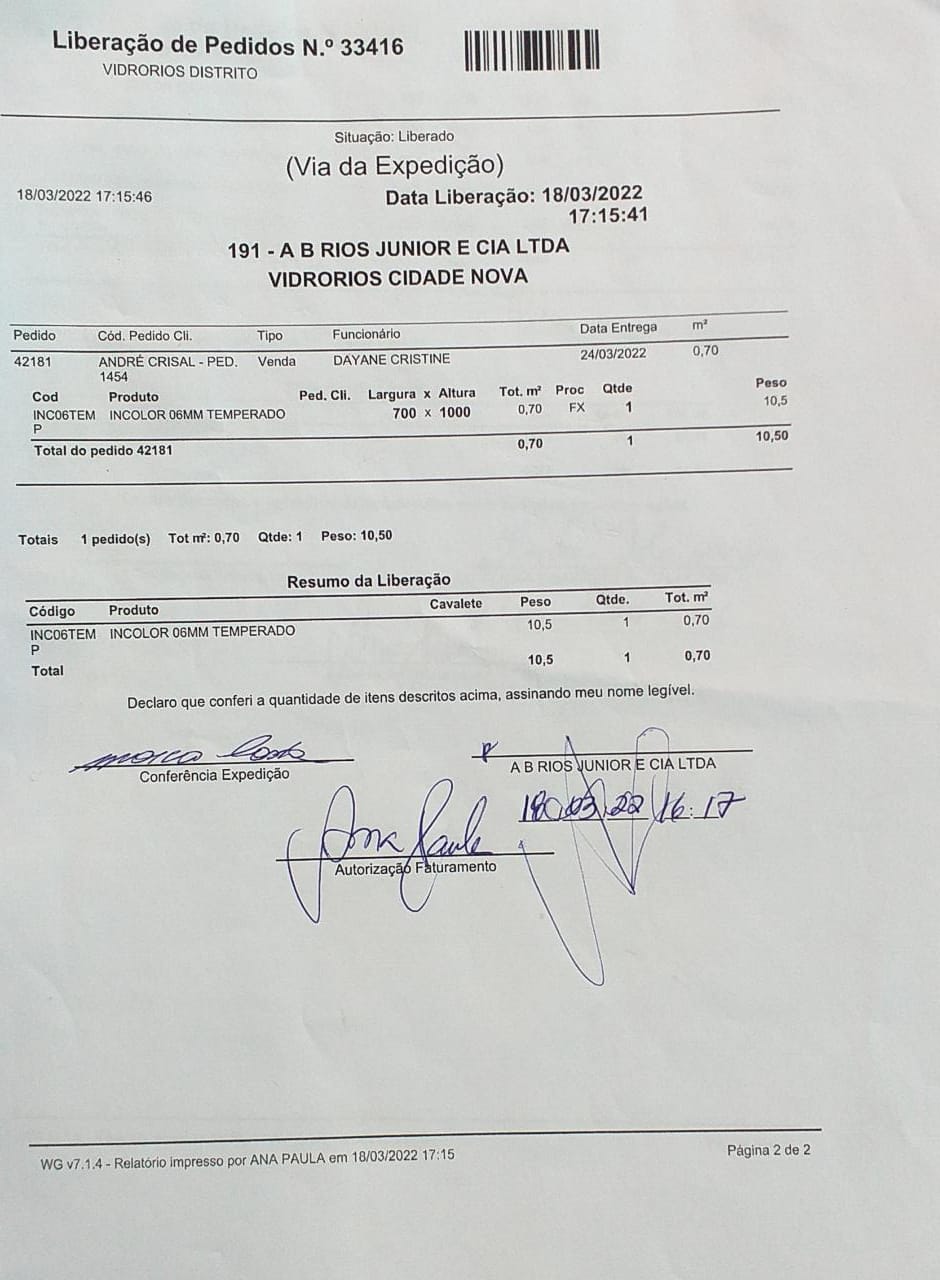 Liberação de Pedidos N.º 33416
VIDRORIOS DISTRITO
Situação: Liberado
(Via da Expedição)
18/03/2022 17:15:46
Data Liberação: 18/03/2022
17:15:41
191 - A B RIOS JUNIOR E CIA LTDA
VIDRORIOS CIDADE NOVA
Pedido Cód. Pedido Cli. Tipo Funcionário Data Entrega m²
42181 ANDRÉ CRISAL - PED. Venda DAYANE CRISTINE 24/03/2022 0,70
1454
Cod Produto Ped. Cli. Largura x Altura Tot. m² Proc Qtde Peso
INC06TEM INCOLOR 06MM TEMPERADO 700 x 1000 0,70 FX 1 10,5
P
Total do pedido 42181 0,70 1 10,50
Totais 1 pedido(s) Tot m²: 0,70 Qtde: 1 Peso: 10,50
Resumo da Liberação
Código Produto Cavalete Peso Qtde. Tot. m²
INC06TEM INCOLOR 06MM TEMPERADO 10,5 1 0,70
P
Total 10,5 1 0,70
Declaro que conferi a quantidade de itens descritos acima, assinando meu nome legível.
Conferência Expedição
A B RIOS JUNIOR E CIA LTDA
18/03/22 16:17
Ana Paula
Autorização Faturamento
WG v7.1.4 - Relatório impresso por ANA PAULA em 18/03/2022 17:15
Página 2 de 2